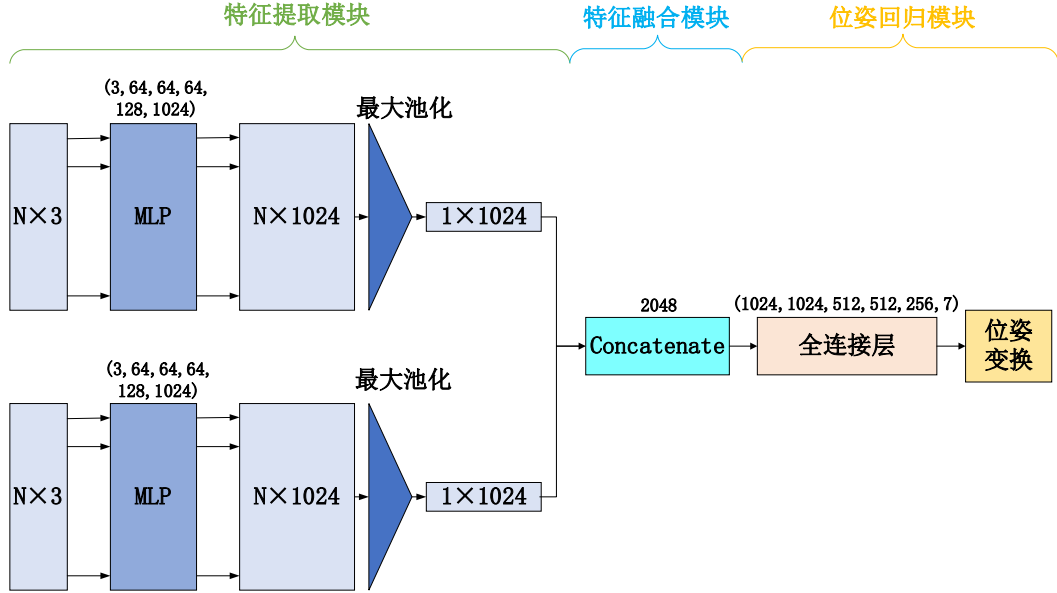 特征提取模块
特征融合模块
位姿回归模块
(3,64,64,64,
128,1024)
最大池化
N×3
MLP
N×1024
1×1024
2048
(1024,1024,512,512,256,7)
Concatenate
全连接层
位姿
变换
(3,64,64,64,
128,1024)
最大池化
N×3
MLP
N×1024
1×1024